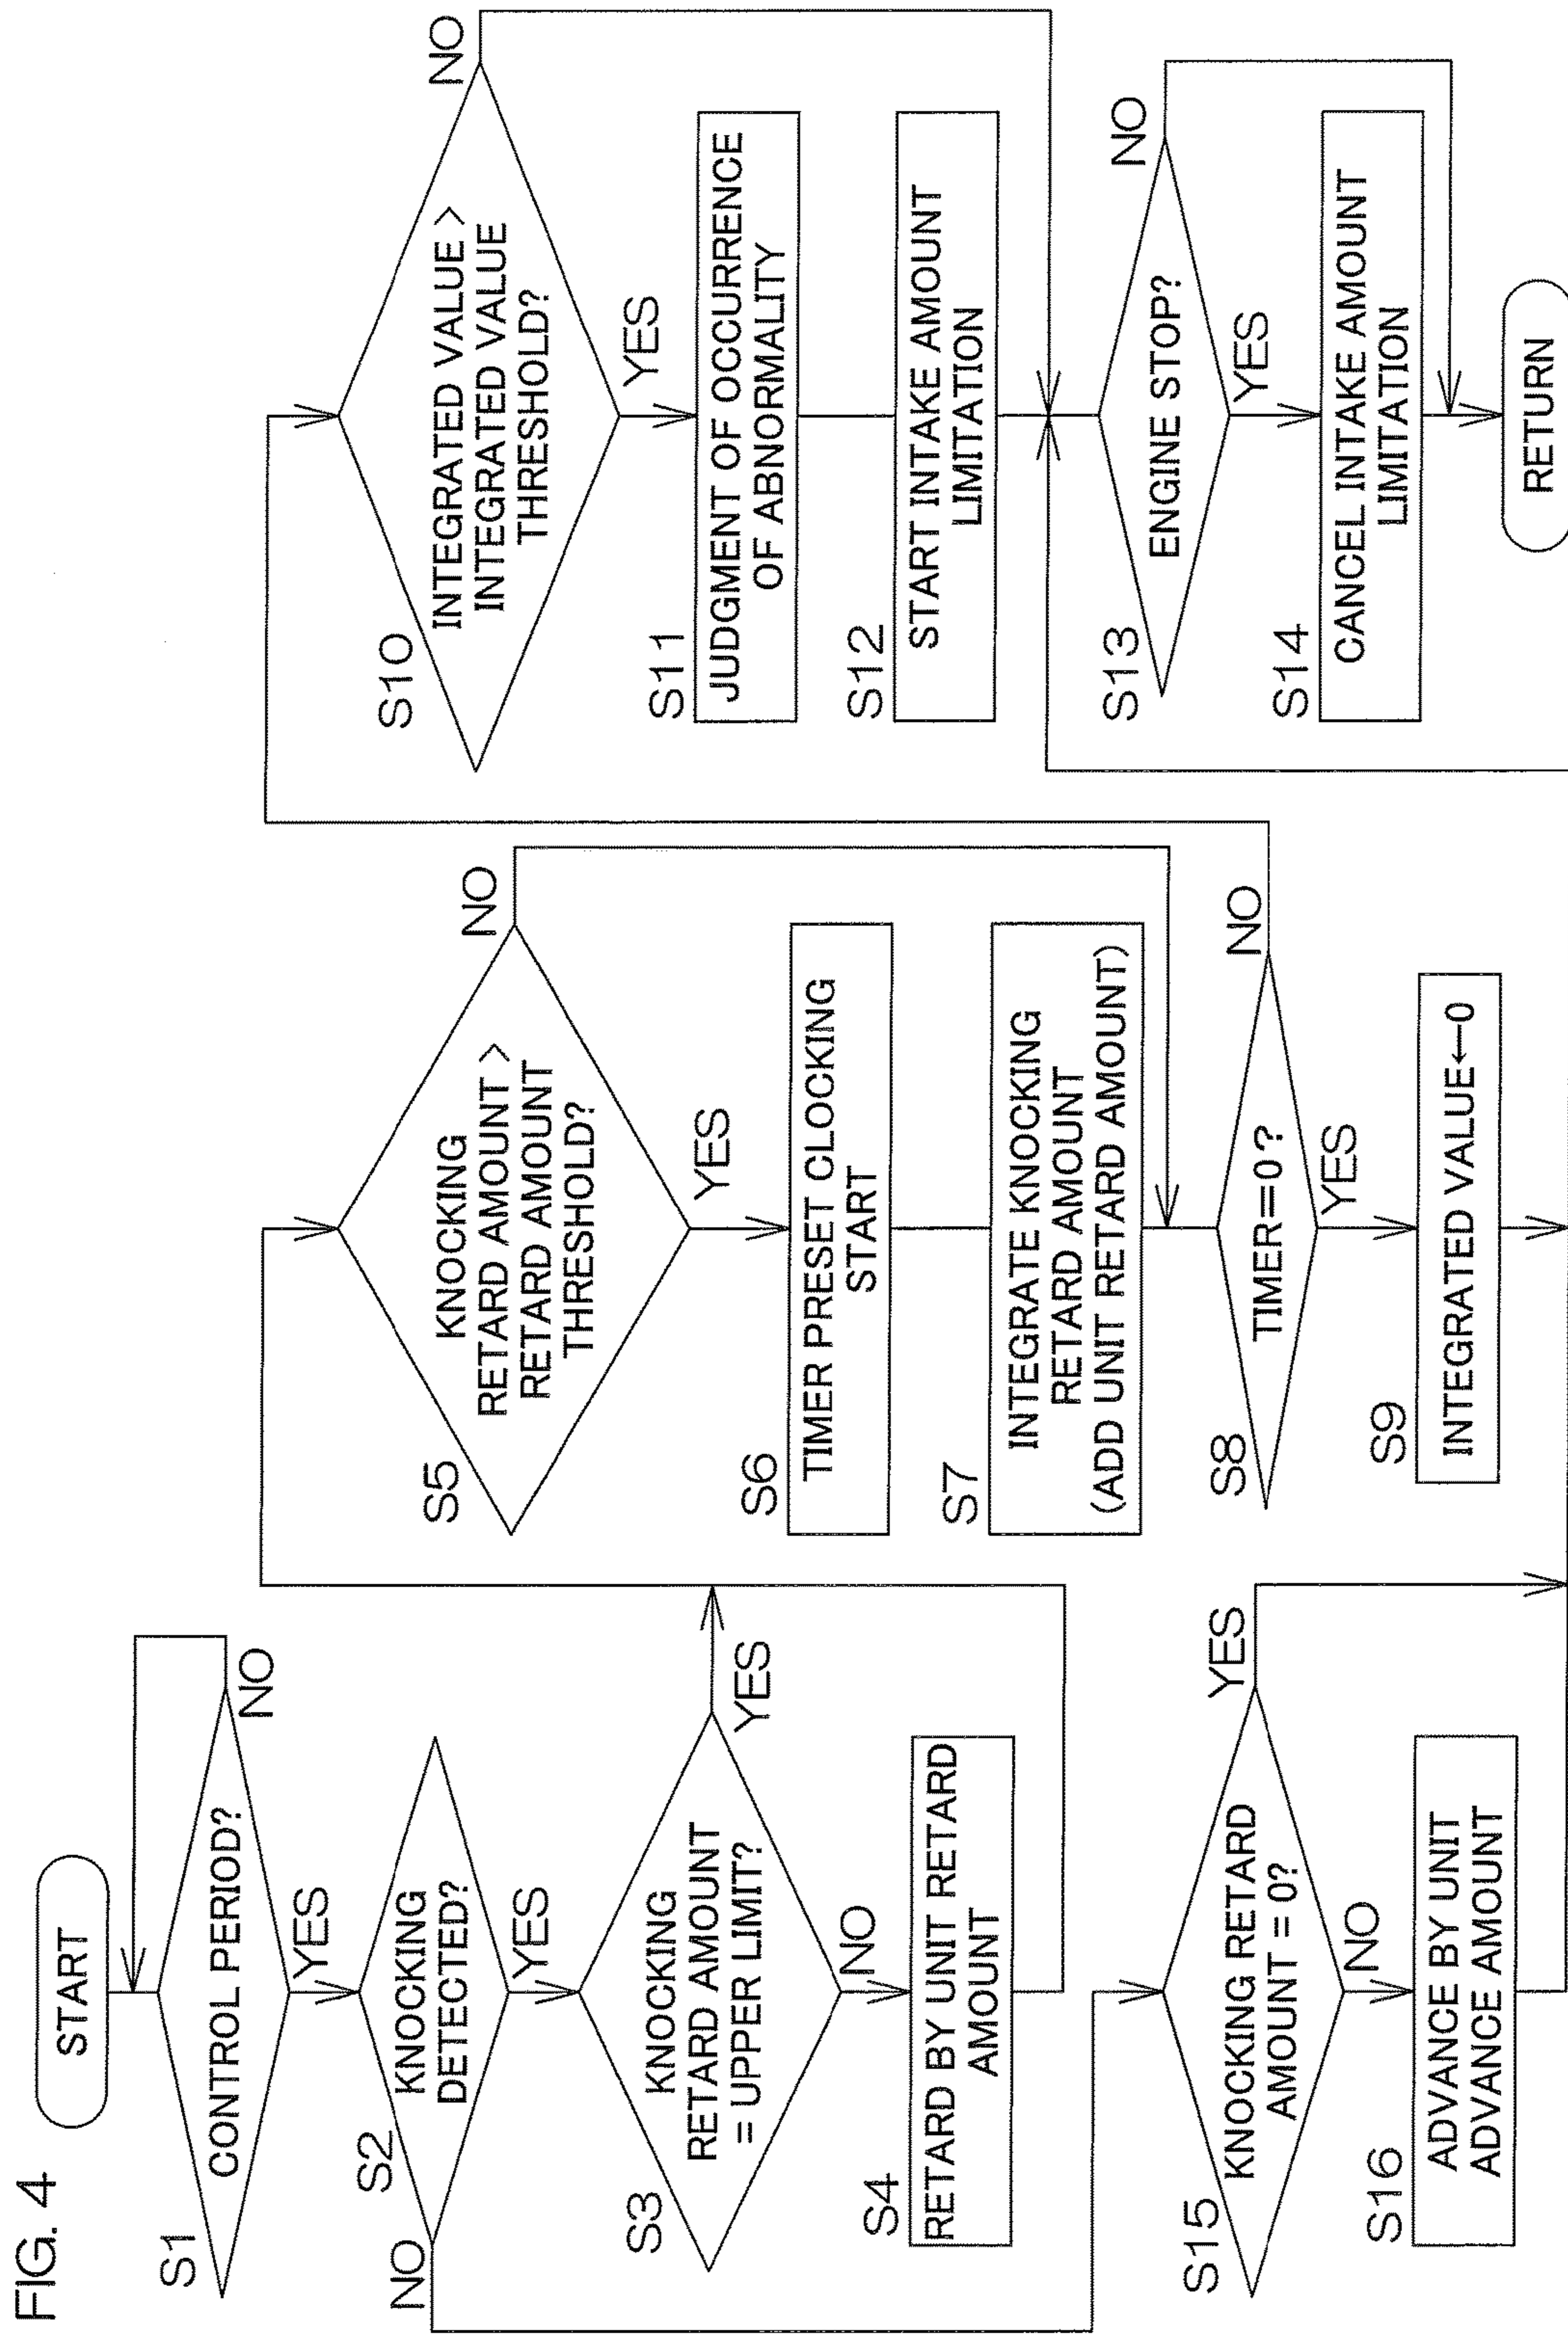 FIG. 4
START
S1
CONTROL PERIOD?
NO
YES
S2
KNOCKING
DETECTED?
NO
YES
S3
KNOCKING
RETARD AMOUNT
= UPPER LIMIT?
YES
NO
S4
RETARD BY UNIT RETARD
AMOUNT
S15
KNOCKING RETARD
AMOUNT = 0?
YES
NO
S16
ADVANCE BY UNIT
ADVANCE AMOUNT
S5
KNOCKING
RETARD AMOUNT >
RETARD AMOUNT
THRESHOLD?
NO
YES
S6
TIMER PRESET CLOCKING
START
S7
INTEGRATE KNOCKING
RETARD AMOUNT
(ADD UNIT RETARD AMOUNT)
S8
TIMER=0?
NO
YES
S9
INTEGRATED VALUE←0
S10
INTEGRATED VALUE >
INTEGRATED VALUE
THRESHOLD?
NO
YES
S11
JUDGMENT OF OCCURRENCE
OF ABNORMALITY
S12
START INTAKE AMOUNT
LIMITATION
S13
ENGINE STOP?
NO
YES
S14
CANCEL INTAKE AMOUNT
LIMITATION
RETURN